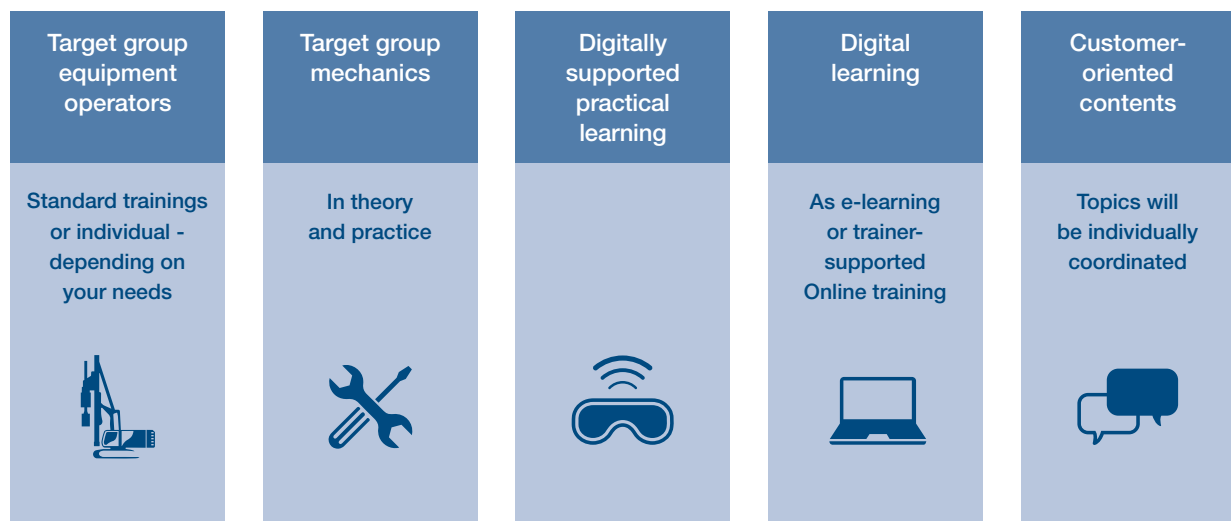 Target group
equipment
operators
Standard trainings
or individual -
depending on
your needs
Target group
mechanics
In theory
and practice
Digitally
supported
practical
learning
Digital
learning
As e-learning
or trainer-
supported
Online training
Customer-
oriented
contents
Topics will
be individually
coordinated